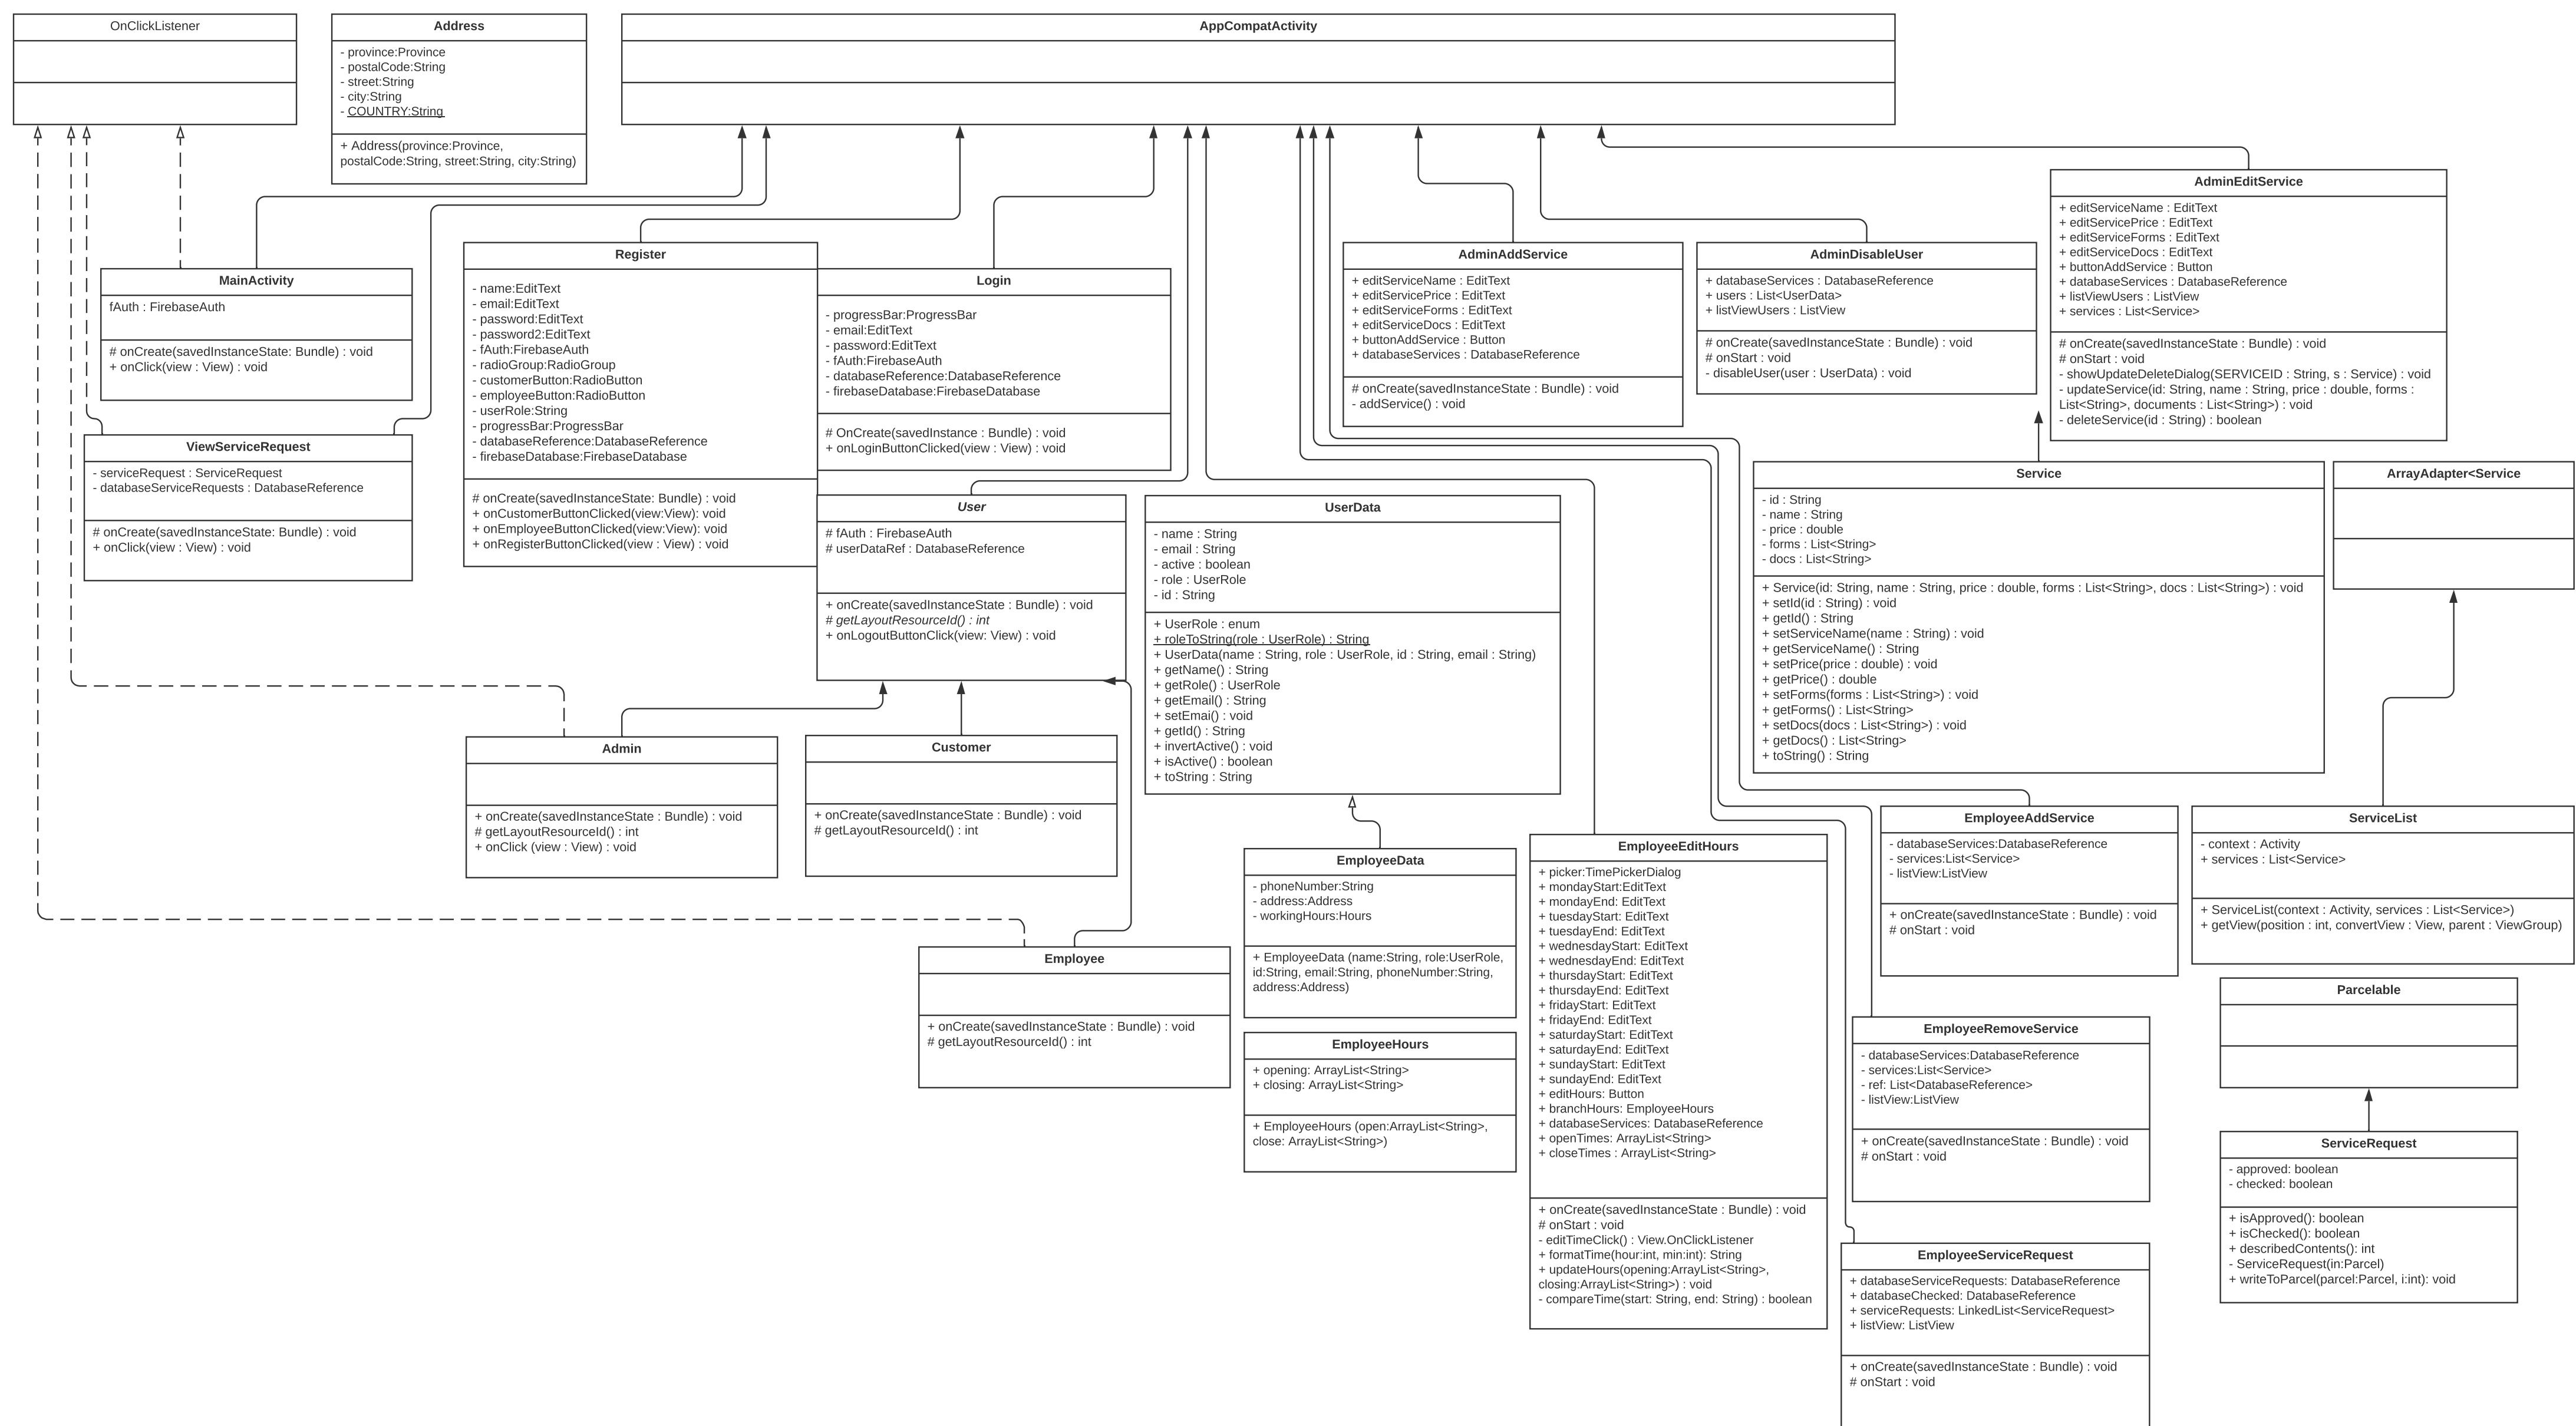 OnClickListener
Address
- province:Province
- postalCode:String
- street:String
- city:String
- COUNTRY:String
+ Address(province:Province,
postalCode:String, street:String, city:String)
AppCompatActivity
AdminEditService
+ editServiceName : EditText
+ editServicePrice : EditText
+ editServiceForms : EditText
+ editServiceDocs : EditText
+ buttonAddService : Button
+ databaseServices : DatabaseReference
+ listViewUsers : ListView
+ services : List<Service>
# onCreate(savedInstanceState : Bundle) : void
# onStart : void
- showUpdateDeleteDialog(SERVICEID : String, s : Service) : void
- updateService(id: String, name : String, price : double, forms :
List<String>, documents : List<String>) : void
- deleteService(id : String) : boolean
MainActivity
fAuth : FirebaseAuth
# onCreate(savedInstanceState: Bundle) : void
+ onClick(view : View) : void
Register
- name:EditText
- email:EditText
- password:EditText
- password2:EditText
- fAuth:FirebaseAuth
- radioGroup:RadioGroup
- customerButton:RadioButton
- employeeButton:RadioButton
- userRole:String
- progressBar:ProgressBar
- databaseReference:DatabaseReference
- firebaseDatabase:FirebaseDatabase
# onCreate(savedInstanceState: Bundle) : void
+ onCustomerButtonClicked(view:View): void
+ onEmployeeButtonClicked(view:View): void
+ onRegisterButtonClicked(view : View) : void
Login
- progressBar:ProgressBar
- email:EditText
- password:EditText
- fAuth:FirebaseAuth
- databaseReference:DatabaseReference
- firebaseDatabase:FirebaseDatabase
# OnCreate(savedInstance : Bundle) : void
+ onLoginButtonClicked(view : View) : void
AdminAddService
+ editServiceName : EditText
+ editServicePrice : EditText
+ editServiceForms : EditText
+ editServiceDocs : EditText
+ buttonAddService : Button
+ databaseServices : DatabaseReference
# onCreate(savedInstanceState : Bundle) : void
- addService() : void
AdminDisableUser
+ databaseServices : DatabaseReference
+ users : List<UserData>
+ listViewUsers : ListView
# onCreate(savedInstanceState : Bundle) : void
# onStart : void
- disableUser(user : UserData) : void
ViewServiceRequest
- serviceRequest : ServiceRequest
- databaseServiceRequests : DatabaseReference
# onCreate(savedInstanceState: Bundle) : void
+ onClick(view : View) : void
User
# fAuth : FirebaseAuth
# userDataRef : DatabaseReference
+ onCreate(savedInstanceState : Bundle) : void
# getLayoutResourceId() : int
+ onLogoutButtonClick(view: View) : void
UserData
- name : String
- email : String
- active : boolean
- role : UserRole
- id : String
+ UserRole : enum
+ roleToString(role : UserRole) : String
+ UserData(name : String, role : UserRole, id : String, email : String)
+ getName() : String
+ getRole() : UserRole
+ getEmail() : String
+ setEmai() : void
+ getId() : String
+ invertActive() : void
+ isActive() : boolean
+ toString : String
Service
- id : String
- name : String
- price : double
- forms : List<String>
- docs : List<String>
+ Service(id: String, name : String, price : double, forms : List<String>, docs : List<String>) : void
+ setId(id : String) : void
+ getId() : String
+ setServiceName(name : String) : void
+ getServiceName() : String
+ setPrice(price : double) : void
+ getPrice() : double
+ setForms(forms : List<String>) : void
+ getForms() : List<String>
+ setDocs(docs : List<String>) : void
+ getDocs() : List<String>
+ toString() : String
ArrayAdapter<Service
Admin
+ onCreate(savedInstanceState : Bundle) : void
# getLayoutResourceId() : int
+ onClick (view : View) : void
Customer
+ onCreate(savedInstanceState : Bundle) : void
# getLayoutResourceId() : int
Employee
+ onCreate(savedInstanceState : Bundle) : void
# getLayoutResourceId() : int
EmployeeData
- phoneNumber:String
- address:Address
- workingHours:Hours
+ EmployeeData (name:String, role:UserRole,
id:String, email:String, phoneNumber:String,
address:Address)
EmployeeHours
+ opening: ArrayList<String>
+ closing: ArrayList<String>
+ EmployeeHours (open:ArrayList<String>,
close: ArrayList<String>)
EmployeeEditHours
+ picker:TimePickerDialog
+ mondayStart:EditText
+ mondayEnd: EditText
+ tuesdayStart: EditText
+ tuesdayEnd: EditText
+ wednesdayStart: EditText
+ wednesdayEnd: EditText
+ thursdayStart: EditText
+ thursdayEnd: EditText
+ fridayStart: EditText
+ fridayEnd: EditText
+ saturdayStart: EditText
+ saturdayEnd: EditText
+ sundayStart: EditText
+ sundayEnd: EditText
+ editHours: Button
+ branchHours: EmployeeHours
+ databaseServices: DatabaseReference
+ openTimes: ArrayList<String>
+ closeTimes : ArrayList<String>
+ onCreate(savedInstanceState : Bundle) : void
# onStart : void
- editTimeClick() : View.OnClickListener
+ formatTime(hour:int, min:int): String
+ updateHours(opening:ArrayList<String>,
closing:ArrayList<String>) : void
- compareTime(start: String, end: String) : boolean
EmployeeAddService
- databaseServices:DatabaseReference
- services:List<Service>
- listView:ListView
+ onCreate(savedInstanceState : Bundle) : void
# onStart : void
ServiceList
- context : Activity
+ services : List<Service>
+ ServiceList(context : Activity, services : List<Service>)
+ getView(position : int, convertView : View, parent : ViewGroup)
EmployeeRemoveService
- databaseServices:DatabaseReference
- services:List<Service>
- ref: List<DatabaseReference>
- listView:ListView
+ onCreate(savedInstanceState : Bundle) : void
# onStart : void
Parcelable
ServiceRequest
- approved: boolean
- checked: boolean
+ isApproved(): boolean
+ isChecked(): boolean
+ describedContents(): int
- ServiceRequest(in:Parcel)
+ writeToParcel(parcel:Parcel, i:int): void
EmployeeServiceRequest
+ databaseServiceRequests: DatabaseReference
+ databaseChecked: DatabaseReference
+ serviceRequests: LinkedList<ServiceRequest>
+ listView: ListView
+ onCreate(savedInstanceState : Bundle) : void
# onStart : void